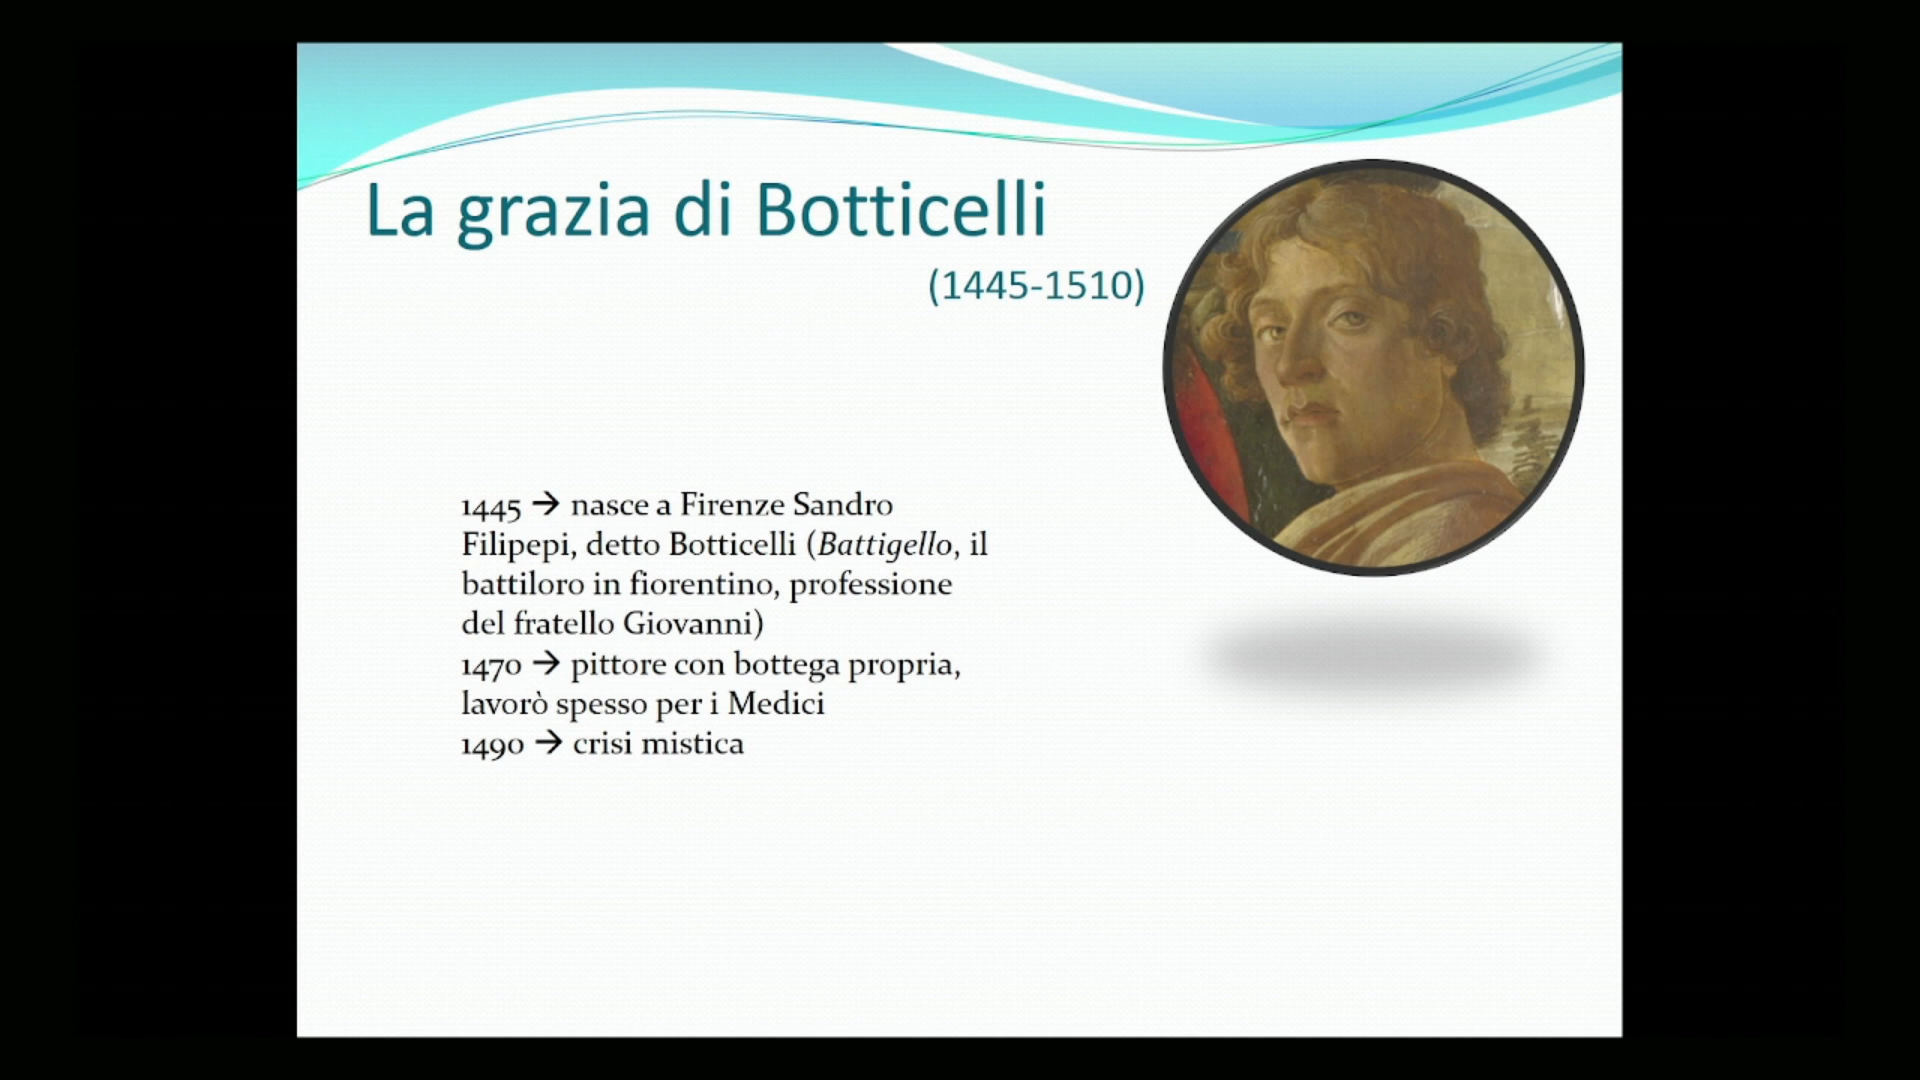 La grazia di Botticelli
(1445-1510)
1445 → nasce a Firenze Sandro
Filipepi, detto Botticelli (Battigello, il
battiloro in fiorentino, professione
del fratello Giovanni)
1470 → pittore con bottega propria,
lavorò spesso per i Medici
1490 → crisi mistica